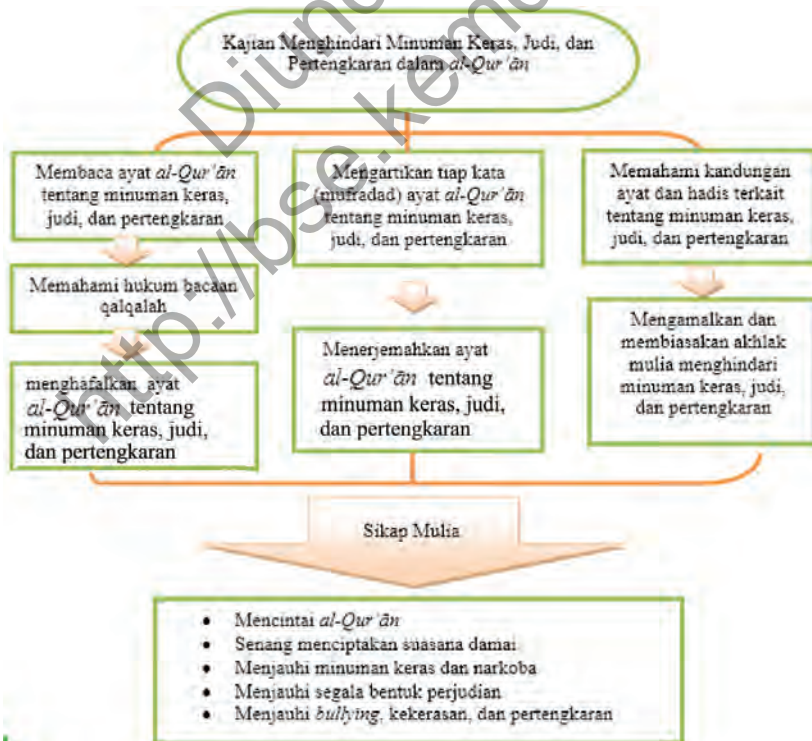 Kajian Menghindari Minuman Keras, Judi, dan
Pertengkaran dalam al-Qur'ān
Membaca ayat al-Qur'ān
tentang minuman keras,
judi, dan pertengkaran
Memahami hukum bacaan
qalqalah
menghafalkan ayat
al-Qur'ān tentang
minuman keras, judi,
dan pertengkaran
Mengartikan tiap kata
(mufradad) ayat al-Qur'ān
tentang minuman keras,
judi, dan pertengkaran
Menerjemahkan ayat
al-Qur'ān tentang
minuman keras, judi,
dan pertengkaran
Memahami kandungan
ayat dan hadis terkait
tentang minuman keras,
judi, dan pertengkaran
Mengamalkan dan
membiasakan akhlak
mulia menghindari
minuman keras, judi,
dan pertengkaran
Sikap Mulia
• Mencintai al-Qur'ān
• Senang menciptakan suasana damai
• Menjauhi minuman keras dan narkoba
• Menjauhi segala bentuk perjudian
• Menjauhi bullying, kekerasan, dan pertengkaran
http://bse.kem